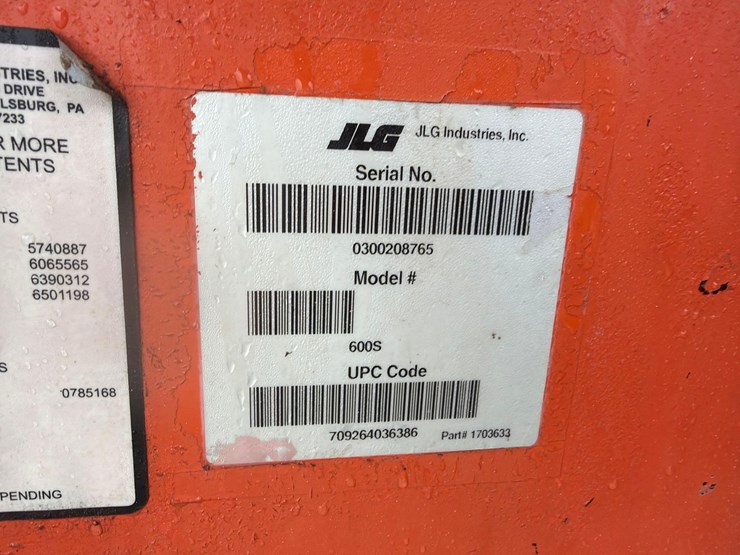 TRIES, INC
DRIVE
LSBURG, PA
7233
R MORE
TENTS
TS
5740887
6065565
6390312
6501198
S
0785168
PENDING
JLG JLG Industries, Inc.
Serial No.
0300208765
Model #
600S
UPC Code
709264036386 Part# 1703633